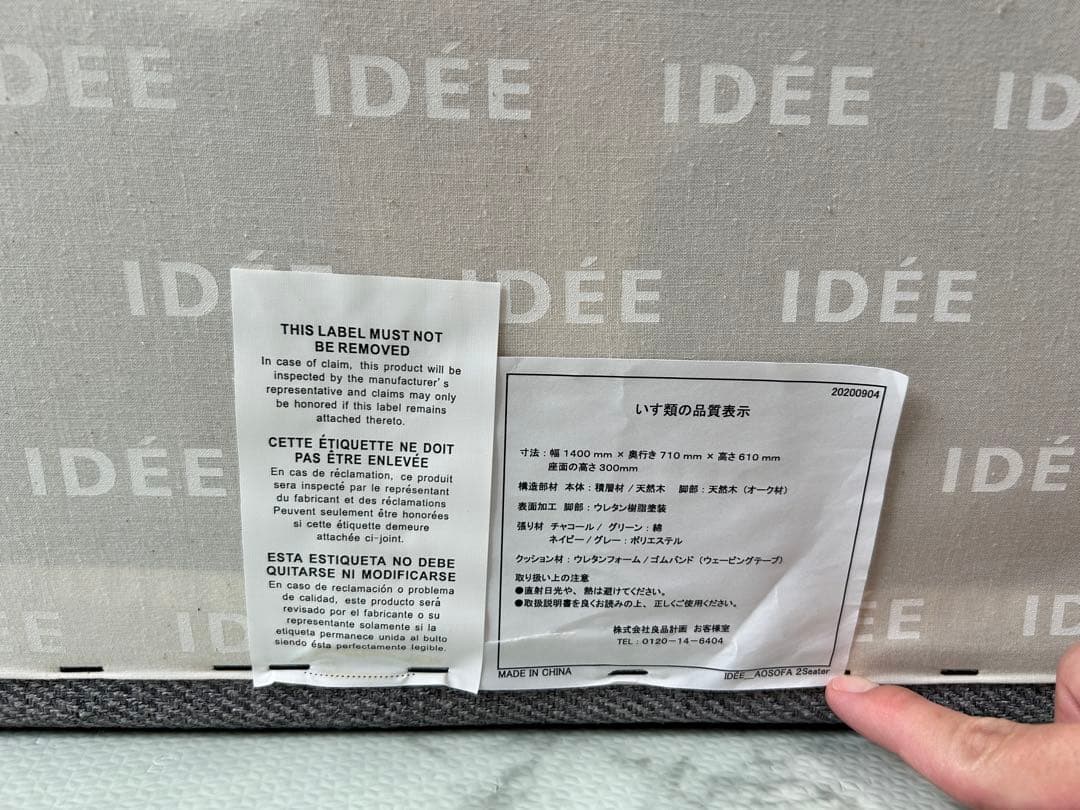 IDÉE
IDÉE
IDÉE
ID
IDÉE
IDÉE
IDÉE
IDÉE
THIS LABEL MUST NOT
BE REMOVED
In case of claim, this product will be
inspected by the manufacturer's
representative and claims may only
be honored if this label remains
attached thereto.
CETTE ÉTIQUETTE NE DOIT
PAS ÊTRE ENLEVÉE
En cas de réclamation, ce produit
sera inspecté par le représentant
du fabricant et des réclamations
Peuvent seulement être honorées
si cette étiquette demeure
attachée ci-joint.
ESTA ESTIQUETA NO DEBE
QUITARSE NI MODIFICARSE
En caso de reclamación o problema
de calidad, este producto será
revisado por el fabricante o su
representante solamente si la
etiqueta permanece unida al bulto
siendo ésta perfectamente legible.
20200904
いす類の品質表示
寸法：幅 1400 mm × 奥行き 710 mm × 高さ 610 mm
座面の高さ 300mm
構造部材 本体：積層材 / 天然木 脚部：天然木（オーク材）
表面加工 脚部：ウレタン樹脂塗装
張り材 チャコール / グリーン：綿
ネイビー / グレー：ポリエステル
クッション材：ウレタンフォーム / ゴムバンド（ウェービングテープ）
取り扱い上の注意
●直射日光や、熱は避けてください。
●取扱説明書を良くお読みの上、正しくご使用ください。
株式会社良品計画 お客様室
TEL：0120-14-6404
MADE IN CHINA
IDEE__AOSOFA 2Seater
IDÉ
ÉE
ID
ÉE
IDÉ